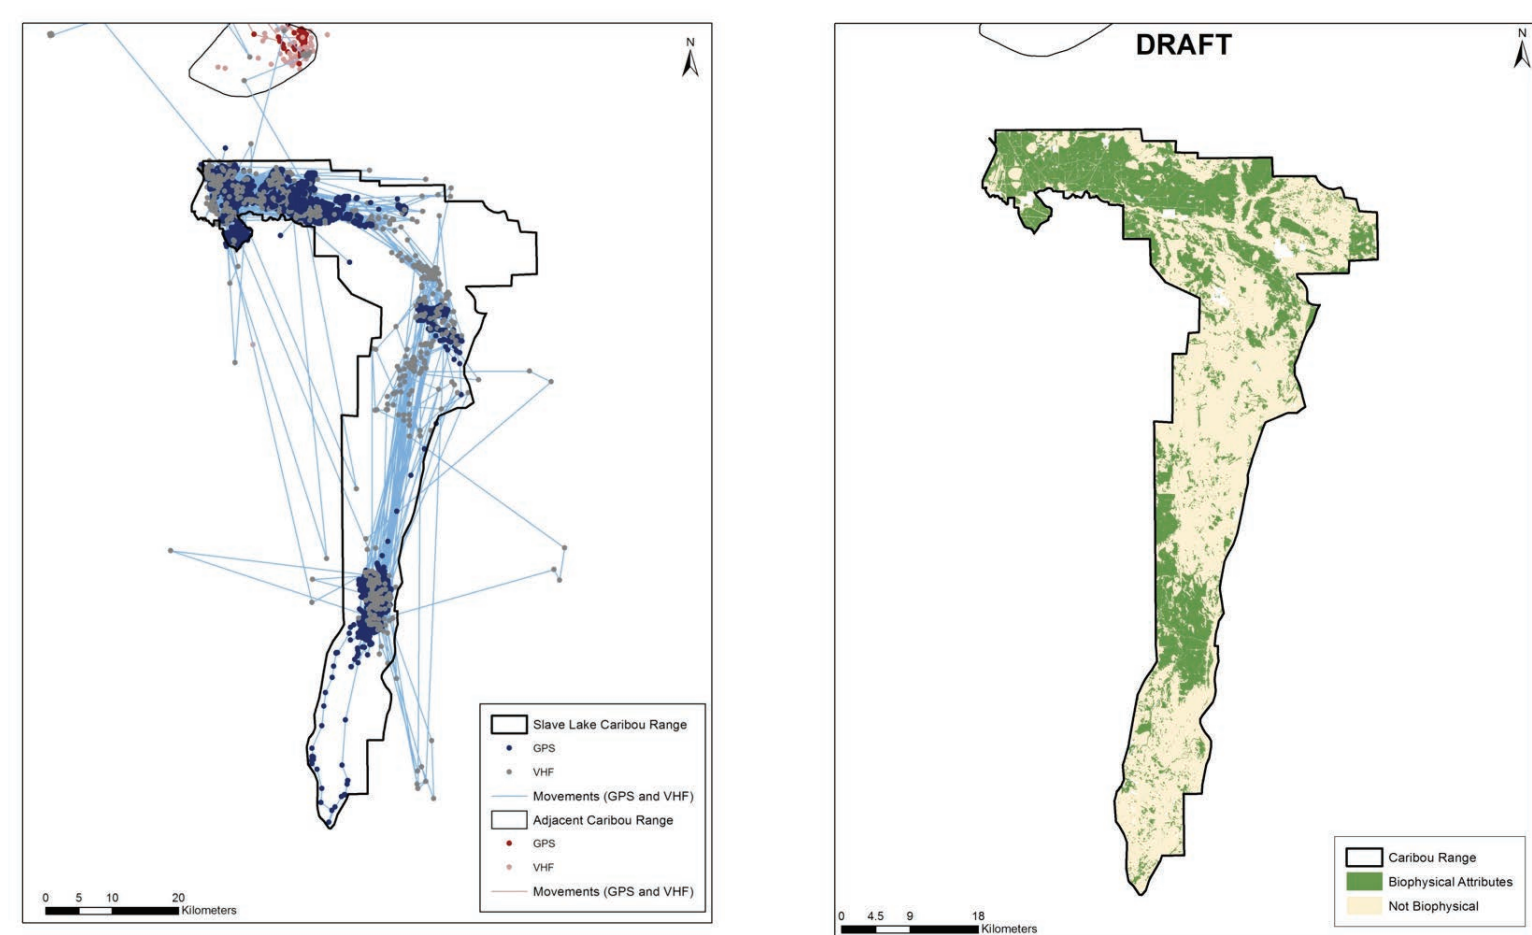 N
Slave Lake Caribou Range
GPS
VHF
Movements (GPS and VHF)
Adjacent Caribou Range
GPS
VHF
Movements (GPS and VHF)
0 5 10 20
Kilometers
DRAFT
N
Caribou Range
Biophysical Attributes
Not Biophysical
0 4.5 9 18
Kilometers